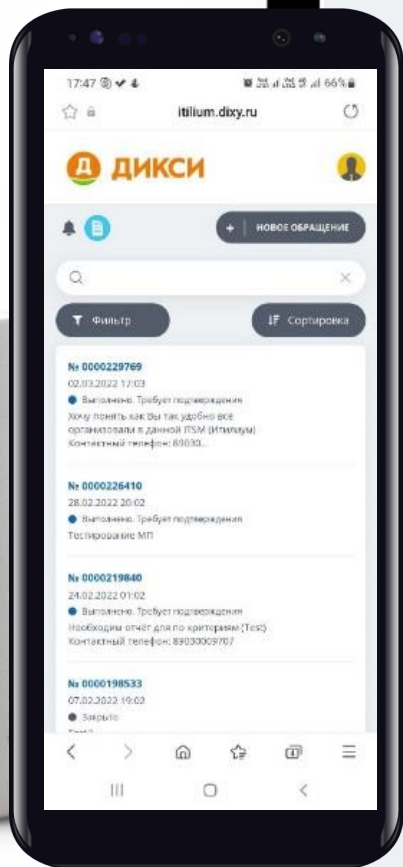 17:47
66%
itilium.dixy.ru
Д ДИКСИ
+ | НОВОЕ ОБРАЩЕНИЕ
Фильтр
Сортировка
№ 0000229769
02.03.2022 17:03
Выполнено. Требует подтверждения
Хочу понять как Вы так удобно все
организовали в данной ITSM (Итилиум)
Контактный телефон: 89030...
№ 0000226410
28.02.2022 20:02
Выполнено. Требует подтверждения
Тестирование МП
№ 0000219840
24.02.2022 01:02
Выполнено. Требует подтверждения
Необходим отчёт для по критериям (Test)
Контактный телефон: 89030009707
№ 0000198533
07.02.2022 19:02
Закрыто
4